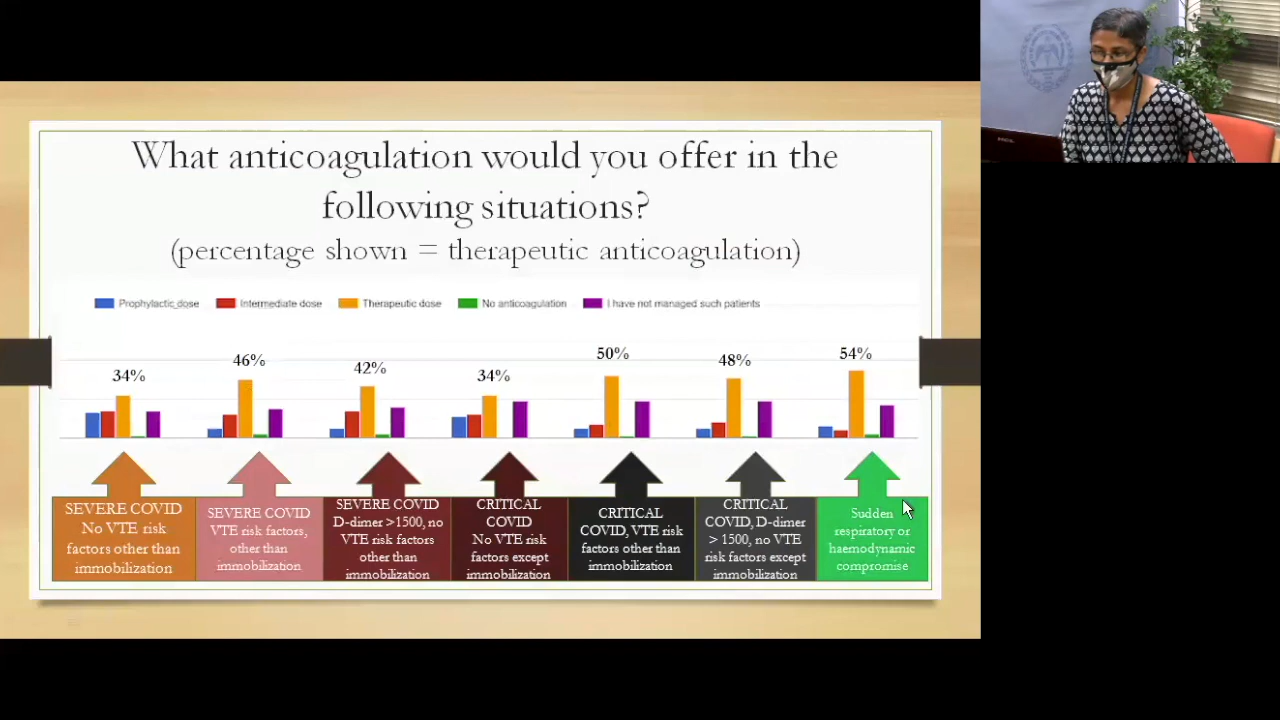 What anticoagulation would you offer in the
following situations?
(percentage shown = therapeutic anticoagulation)
Prophylactic dose
Intermediate dose
Therapeutic dose
No anticoagulation
I have not managed such patients
34%
46%
42%
34%
50%
48%
54%
SEVERE COVID
No VTE risk
factors other than
immobilization
SEVERE COVID
VTE risk factors,
other than
immobilization
SEVERE COVID
D-dimer >1500, no
VTE risk factors
other than
immobilization
CRITICAL
COVID
No VTE risk
factors except
immobilization
CRITICAL
COVID, VTE risk
factors other than
immobilization
CRITICAL
COVID, D-dimer
> 1500, no VTE
risk factors except
immobilization
Sudden
respiratory or
haemodynamic
compromise